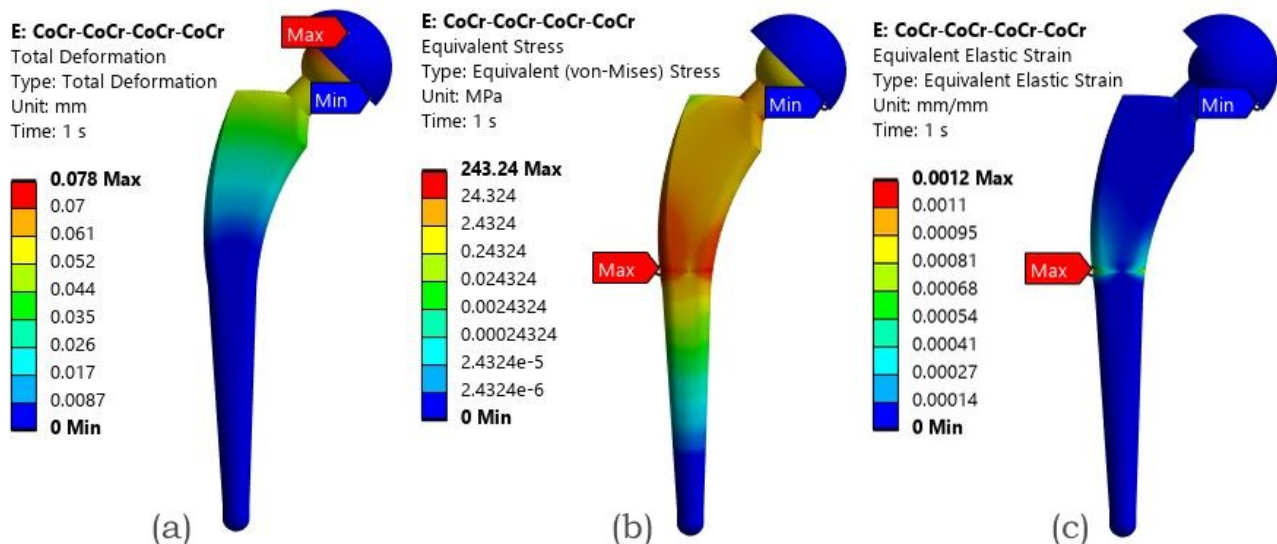 E: CoCr-CoCr-CoCr-CoCr
Total Deformation
Type: Total Deformation
Unit: mm
Time: 1 s
0.078 Max
0.07
0.061
0.052
0.044
0.035
0.026
0.017
0.0087
0 Min
Max
Min
(a)
E: CoCr-CoCr-CoCr-CoCr
Equivalent Stress
Type: Equivalent (von-Mises) Stress
Unit: MPa
Time: 1 s
243.24 Max
24.324
2.4324
0.24324
0.024324
0.0024324
0.00024324
2.4324e-5
2.4324e-6
0 Min
Min
Max
(b)
E: CoCr-CoCr-CoCr-CoCr
Equivalent Elastic Strain
Type: Equivalent Elastic Strain
Unit: mm/mm
Time: 1 s
0.0012 Max
0.0011
0.00095
0.00081
0.00068
0.00054
0.00041
0.00027
0.00014
0 Min
Min
Max
(c)